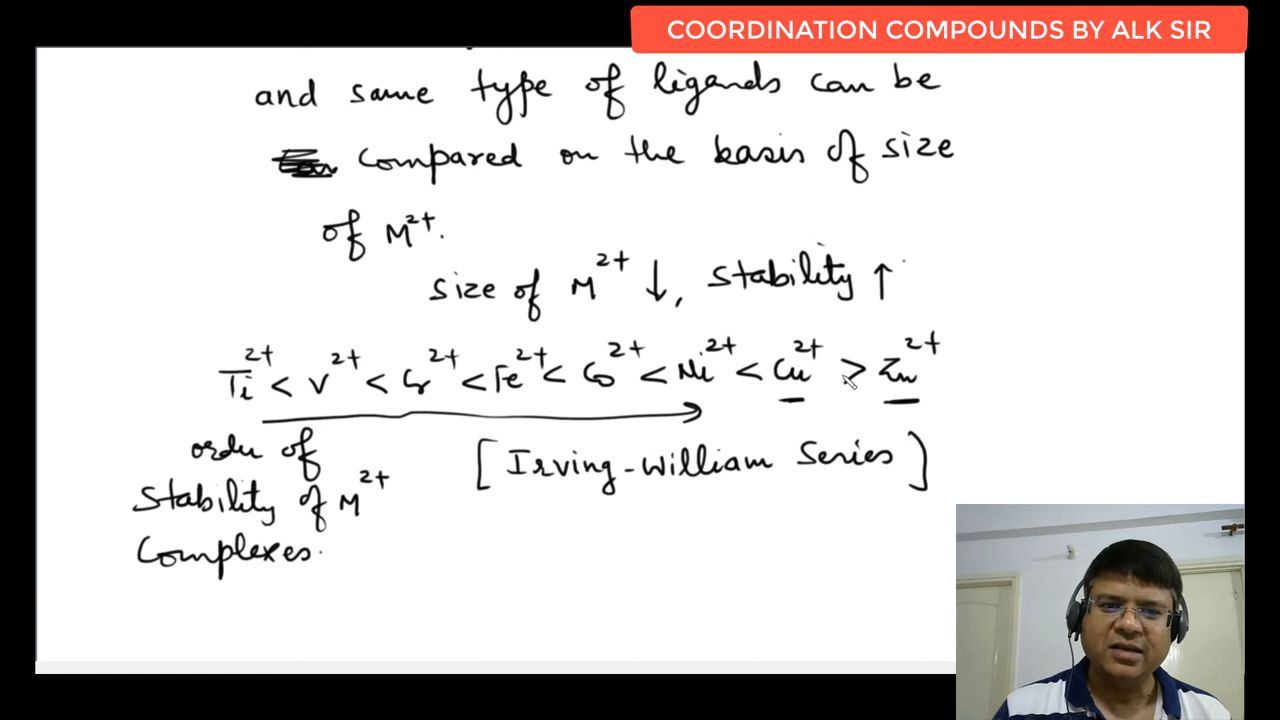 COORDINATION COMPOUNDS BY ALK SIR
and same type of ligands can be
compared on the basis of size
of M²⁺.
size of M²⁺ ↓, stability ↑
Ti²⁺ < V²⁺ < Cr²⁺ < Fe²⁺ < Co²⁺ < Ni²⁺ < Cu²⁺ > Zn²⁺
order of
stability of M²⁺
Complexes.
[Irving-William Series]